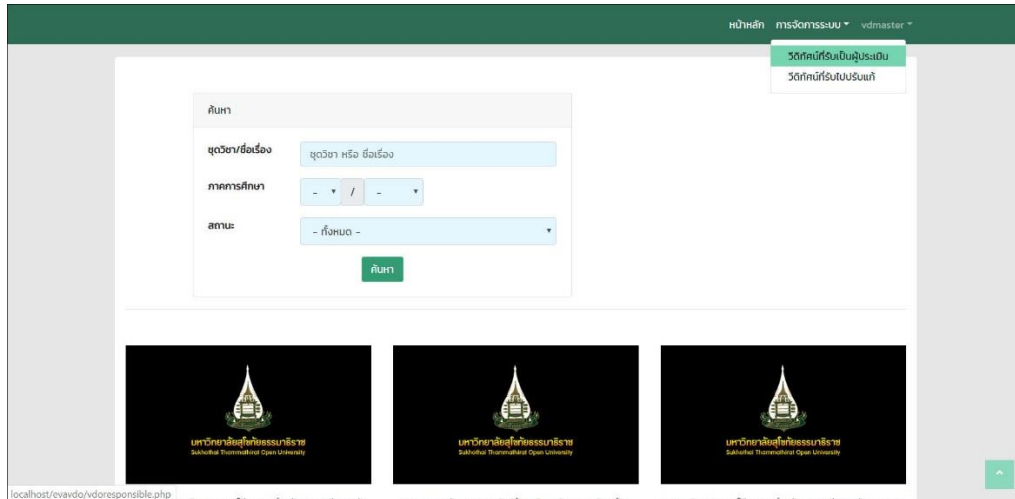 หน้าหลัก การจัดการระบบ vdmaster
วีดิทัศน์ที่รับเป็นผู้ประเมิน
วีดิทัศน์ที่รับไปปรับแก้
ค้นหา
ชุดวิชา/ชื่อเรื่อง ชุดวิชา หรือ ชื่อเรื่อง
ภาคการศึกษา - / -
สถานะ - ทั้งหมด -
ค้นหา
มหาวิทยาลัยสุโขทัยธรรมาธิราช มหาวิทยาลัยสุโขทัยธรรมาธิราช มหาวิทยาลัยสุโขทัยธรรมาธิราช
Sukhothai Thammathirat Open University Sukhothai Thammathirat Open University Sukhothai Thammathirat Open University
localhost/evavdo/vdoresponsible.php